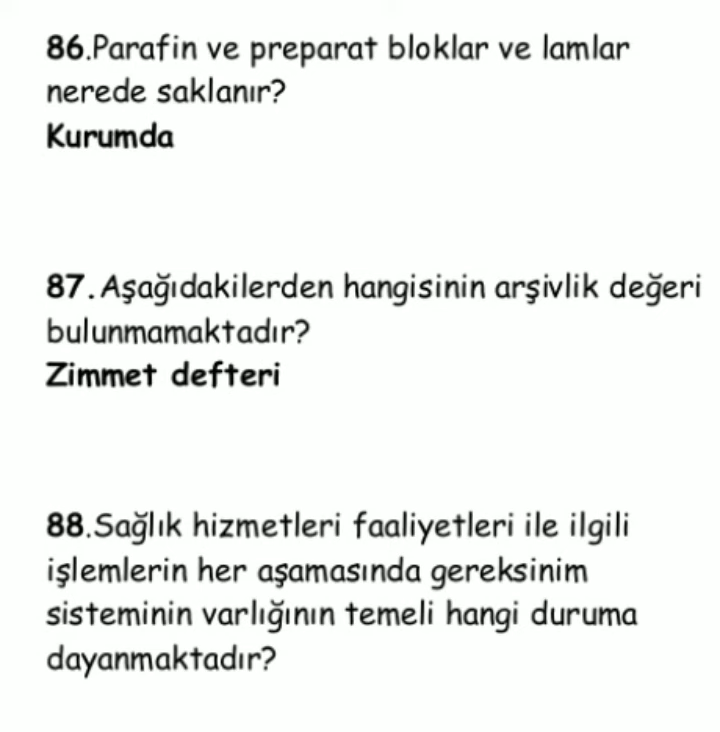 86.Parafin ve preparat bloklar ve lamlar
nerede saklanır?
Kurumda
87.Aşağıdakilerden hangisinin arşivlik değeri
bulunmamaktadır?
Zimmet defteri
88.Sağlık hizmetleri faaliyetleri ile ilgili
işlemlerin her aşamasında gereksinim
sisteminin varlığının temeli hangi duruma
dayanmaktadır?